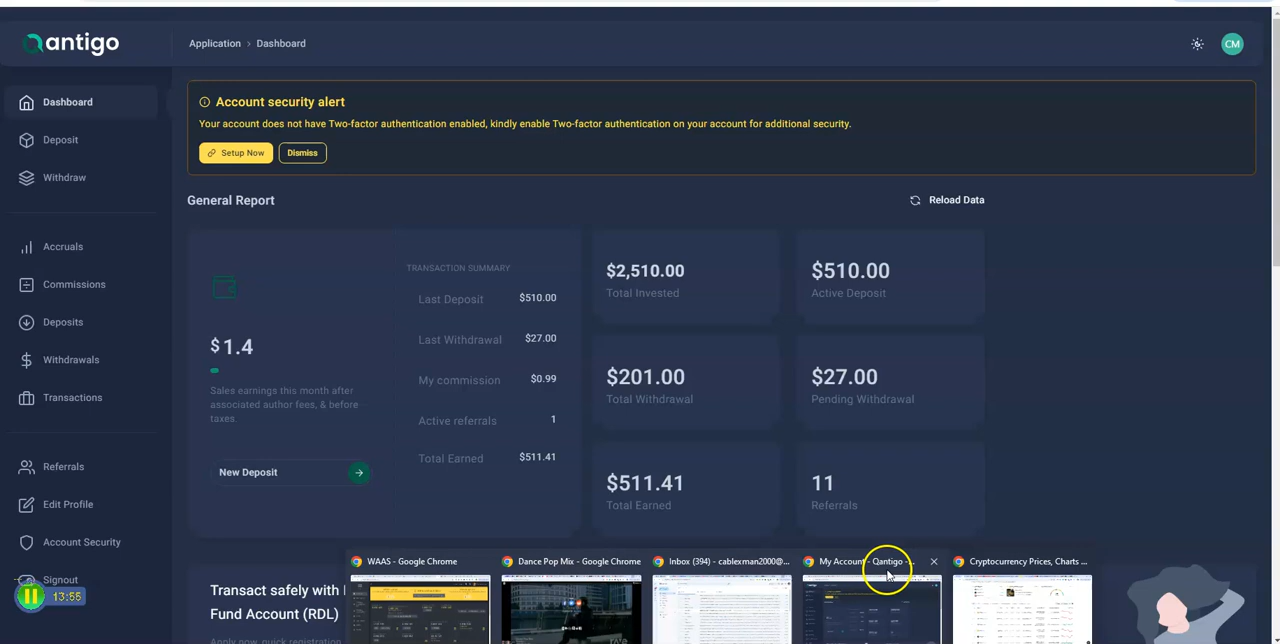 antigo
Application > Dashboard
CM
Dashboard
Deposit
Withdraw
Accruals
Commissions
Deposits
Withdrawals
Transactions
Referrals
Edit Profile
Account Security
Signout
13:55
Account security alert
Your account does not have Two-factor authentication enabled, kindly enable Two-factor authentication on your account for additional security.
Setup Now
Dismiss
General Report
Reload Data
$1.4
Sales earnings this month after
associated author fees, & before
taxes.
New Deposit
TRANSACTION SUMMARY
Last Deposit $510.00
Last Withdrawal $27.00
My commission $0.99
Active referrals 1
Total Earned $511.41
$2,510.00
Total Invested
$510.00
Active Deposit
$201.00
Total Withdrawal
$27.00
Pending Withdrawal
$511.41
Total Earned
11
Referrals
Transact safely with
Fund Account (RDL)
Apply now, quick registration
WAAS - Google Chrome
Dance Pop Mix - Google Chrome
Inbox (394) - cablexman2000@...
My Account - Qantigo - ...
Cryptocurrency Prices, Charts ...